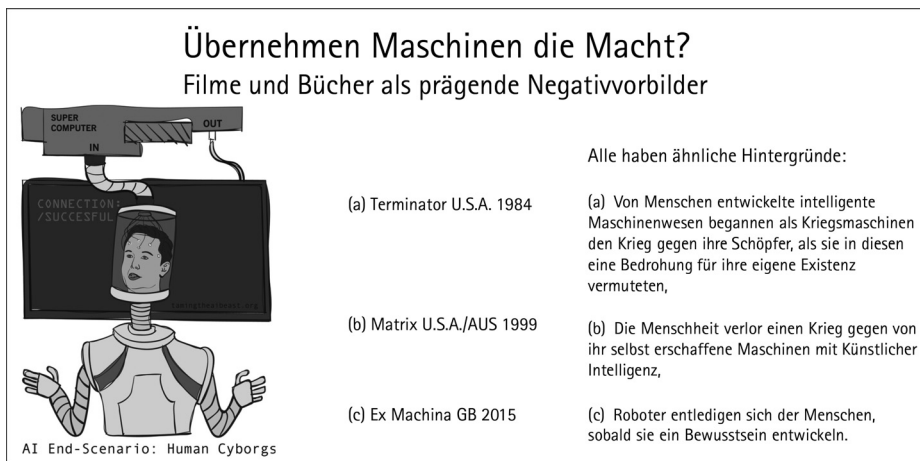 Übernehmen Maschinen die Macht?
Filme und Bücher als prägende Negativvorbilder
SUPER
COMPUTER
IN
OUT
CONNECTION:
/SUCCESFUL
AI End-Scenario: Human Cyborgs
Alle haben ähnliche Hintergründe:
(a) Terminator U.S.A. 1984
(a) Von Menschen entwickelte intelligente
Maschinenwesen begannen als Kriegsmaschinen
den Krieg gegen ihre Schöpfer, als sie in diesen
eine Bedrohung für ihre eigene Existenz
vermuteten,
(b) Matrix U.S.A./AUS 1999
(b) Die Menschheit verlor einen Krieg gegen von
ihr selbst erschaffene Maschinen mit Künstlicher
Intelligenz,
(c) Ex Machina GB 2015
(c) Roboter entledigen sich der Menschen,
sobald sie ein Bewusstsein entwickeln.